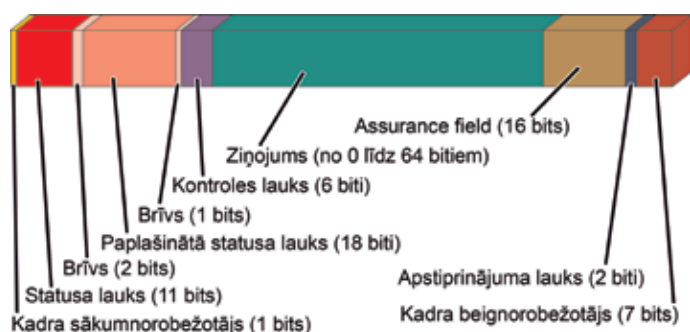 Assurance field (16 bits)
Ziņojums (no 0 līdz 64 bitiem)
Kontroles lauks (6 biti)
Brīvs (1 bits)
Paplašinātā statusa lauks (18 biti)
Brīvs (2 bits)
Statusa lauks (11 bits)
Kadra sākumnorobežotājs (1 bits)
Apstiprinājuma lauks (2 biti)
Kadra beignorobežotājs (7 bits)